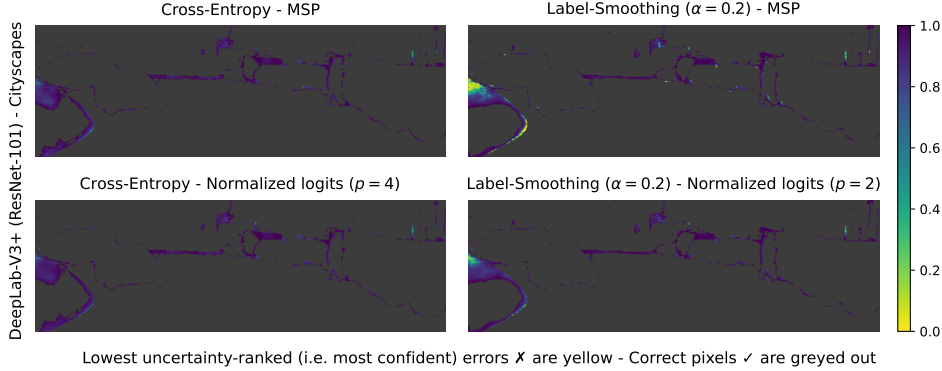 Cross-Entropy - MSP
Label-Smoothing (α = 0.2) - MSP
DeepLab-V3+ (ResNet-101) - Cityscapes
1.0
0.8
0.6
0.4
0.2
0.0
Cross-Entropy - Normalized logits (p = 4)
Label-Smoothing (α = 0.2) - Normalized logits (p = 2)
Lowest uncertainty-ranked (i.e. most confident) errors ✗ are yellow - Correct pixels ✓ are greyed out